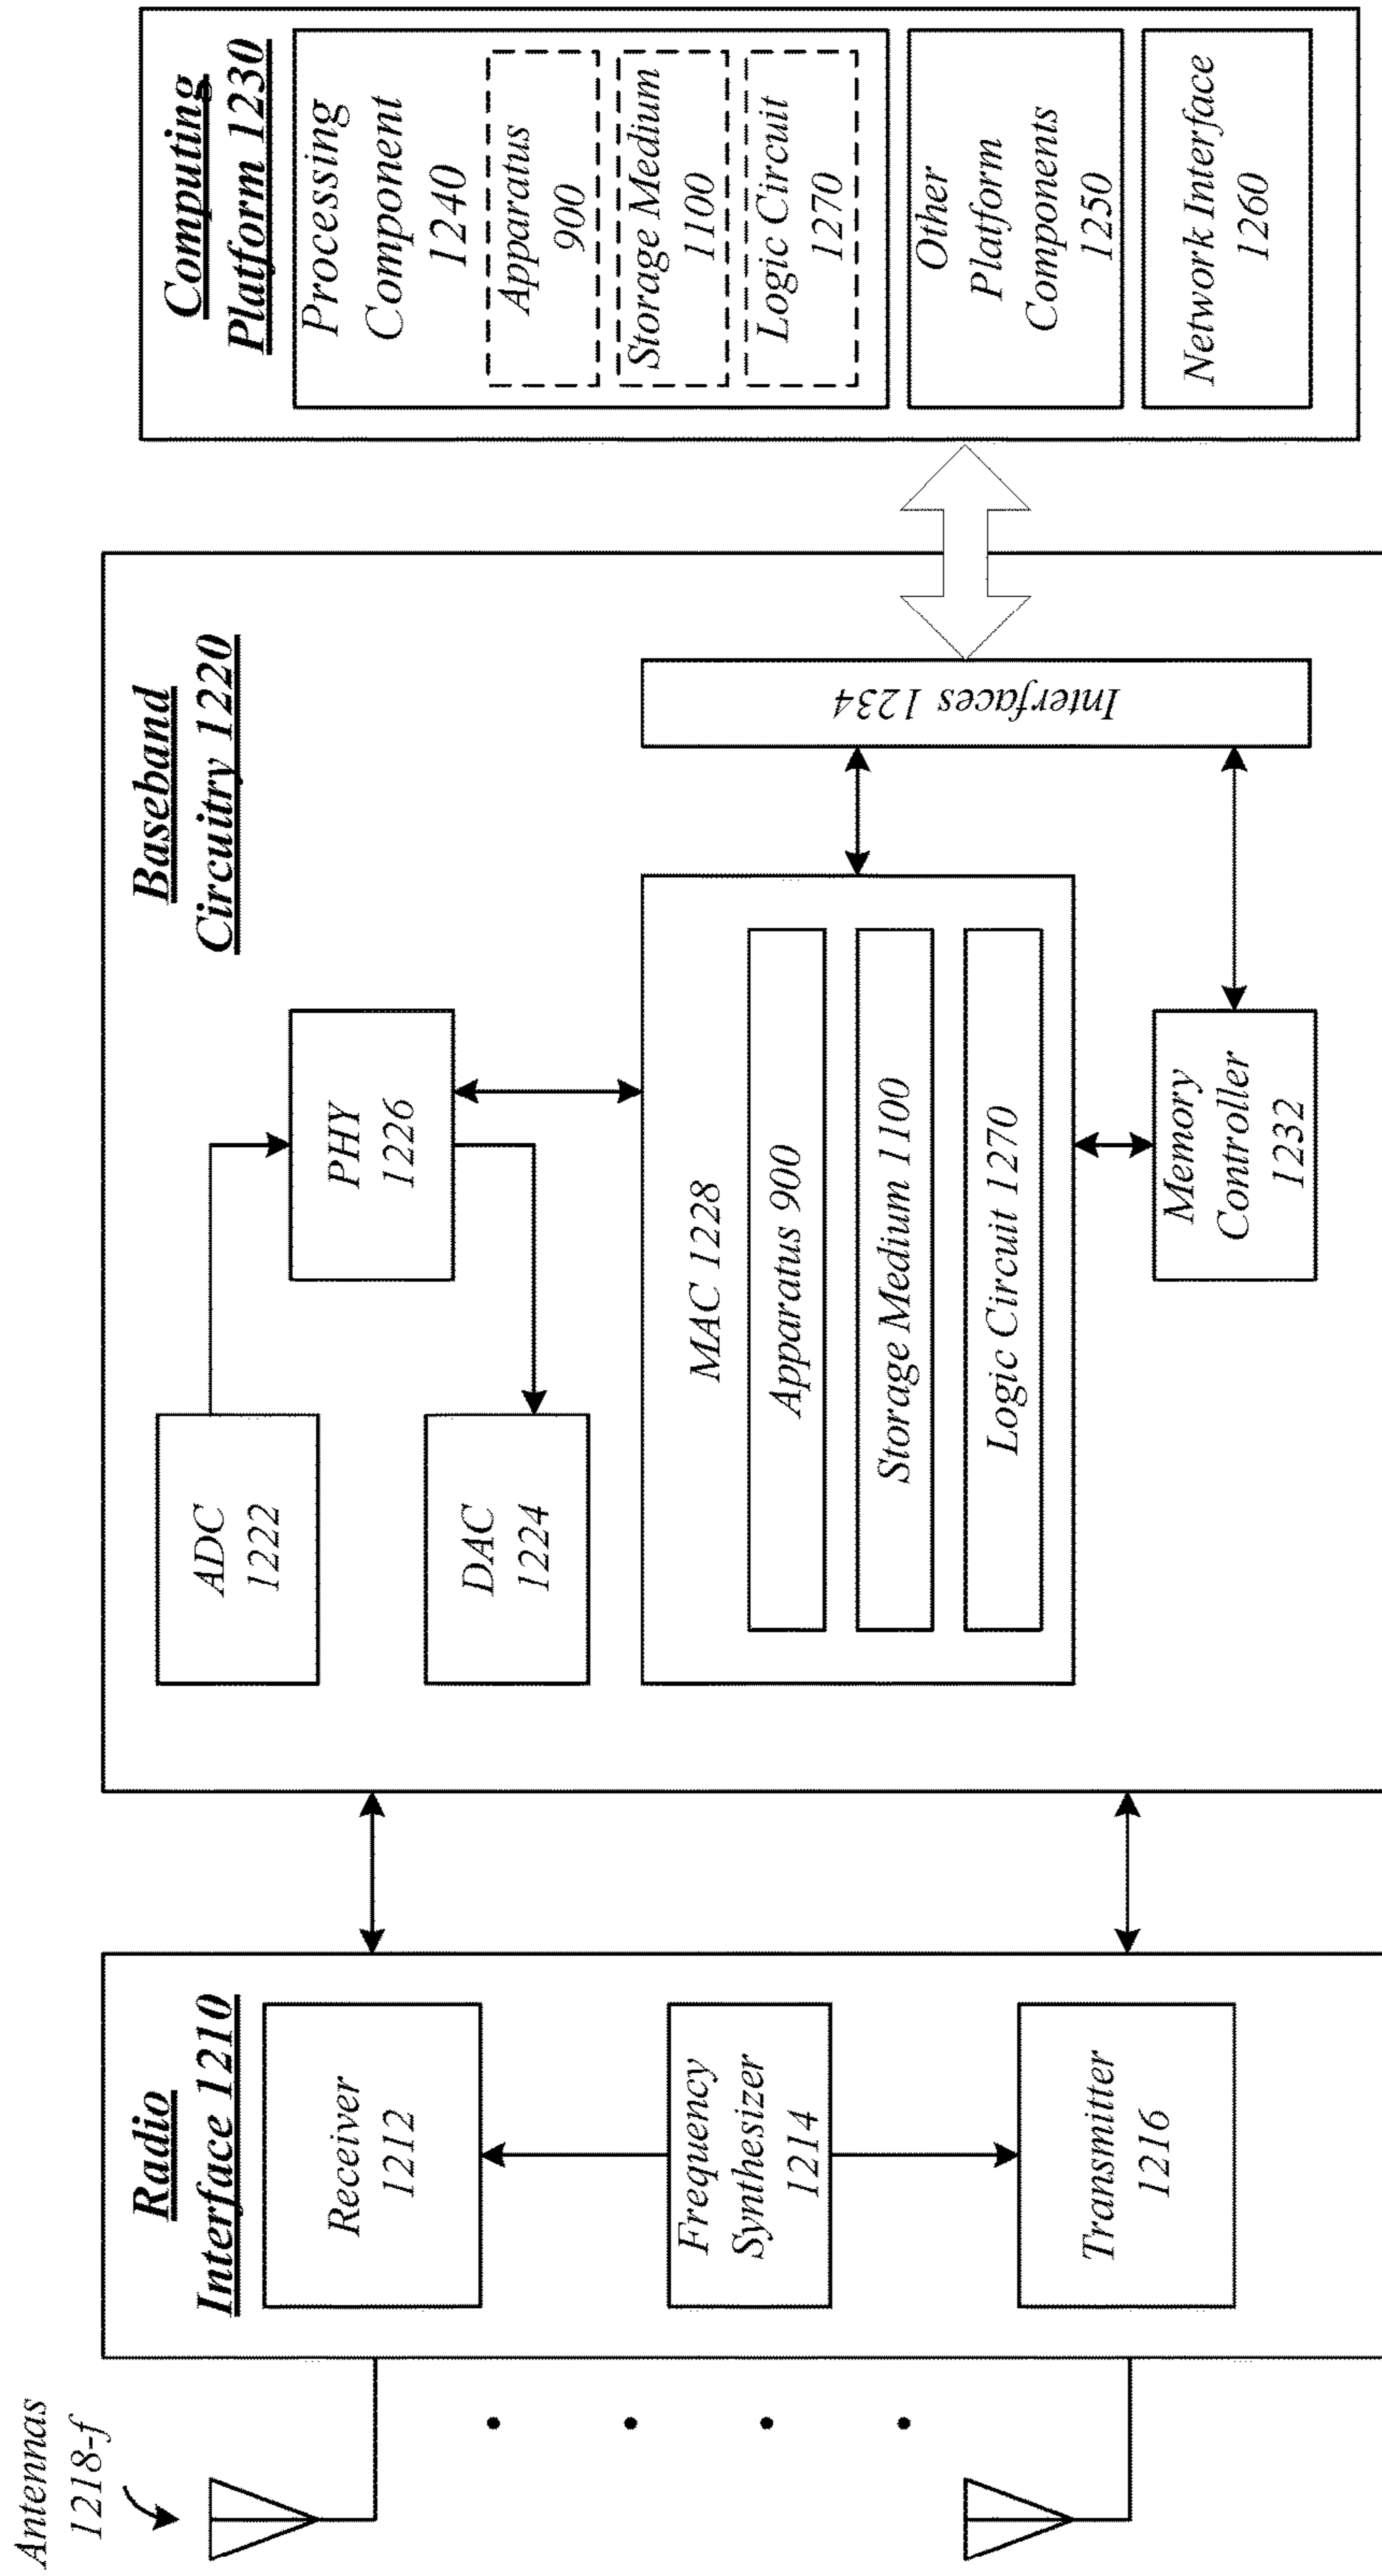 Antennas
1218-f
Radio
Interface 1210
Receiver
1212
Frequency
Synthesizer
1214
Transmitter
1216
Baseband
Circuitry 1220
ADC
1222
DAC
1224
PHY
1226
MAC 1228
Apparatus 900
Storage Medium 1100
Logic Circuit 1270
Memory
Controller
1232
Interfaces 1234
Computing
Platform 1230
Processing
Component
1240
Apparatus
900
Storage Medium
1100
Logic Circuit
1270
Other
Platform
Components
1250
Network Interface
1260